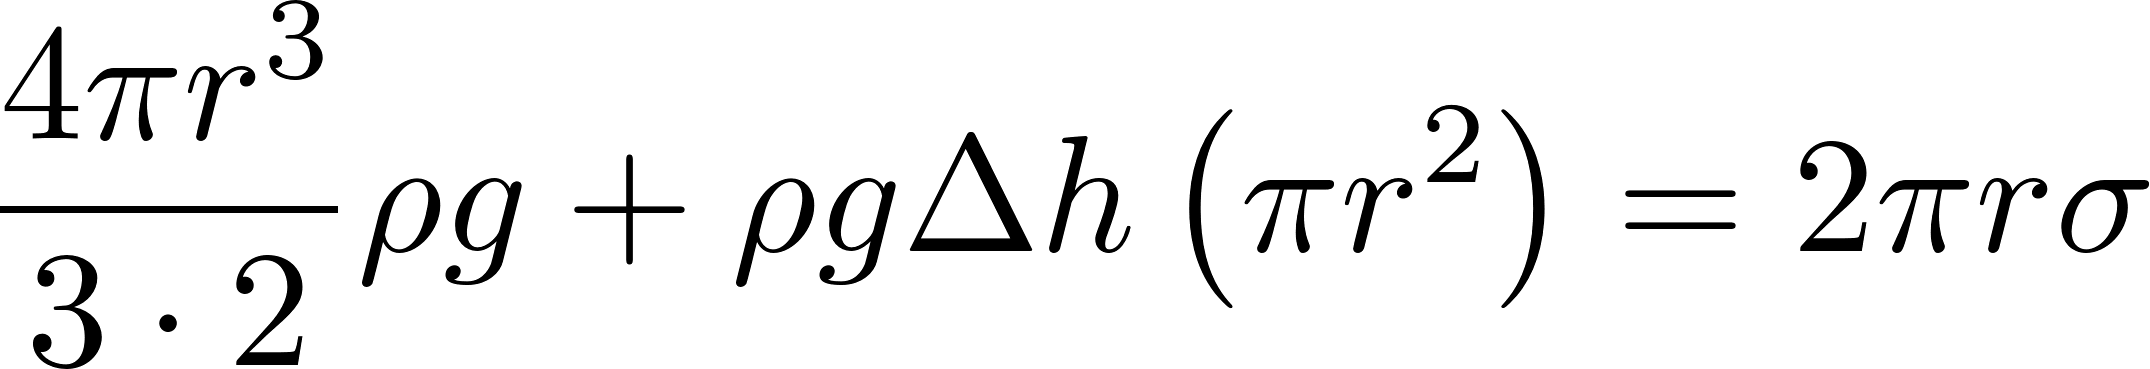 \frac{4\pi r^3}{3 \cdot 2} \rho g + \rho g \Delta h \left( \pi r^2 \right) = 2\pi r \sigma